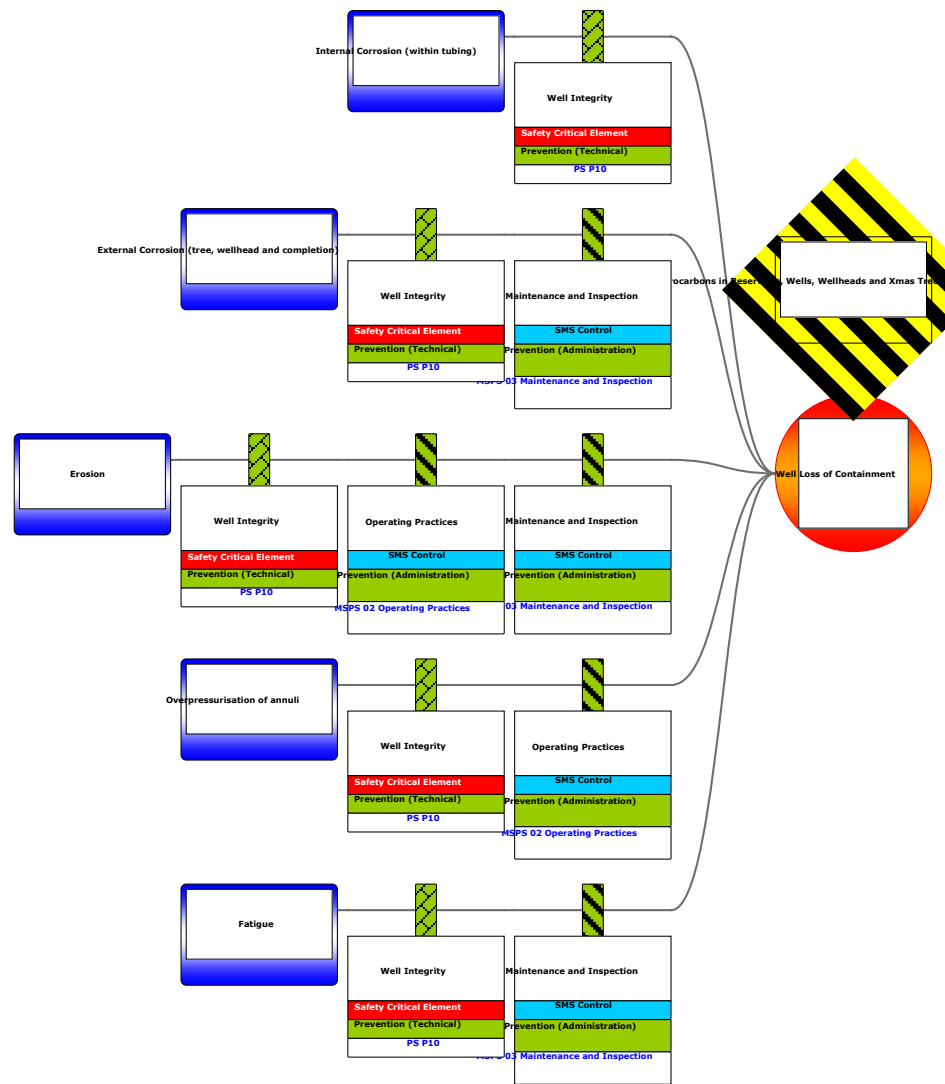 Internal Corrosion (within tubing)
Well Integrity
Safety Critical Element
Prevention (Technical)
PS P10
External Corrosion (tree, wellhead and completion)
Well Integrity
Safety Critical Element
Prevention (Technical)
PS P10
Maintenance and Inspection
SMS Control
Prevention (Administration)
03 Maintenance and Inspection
in Wells, Wellheads and Xmas
Well Loss of Containment
Erosion
Well Integrity
Safety Critical Element
Prevention (Technical)
PS P10
Operating Practices
SMS Control
Prevention (Administration)
MSPS 02 Operating Practices
Maintenance and Inspection
SMS Control
Prevention (Administration)
03 Maintenance and Inspection
Overpressurisation of annuli
Well Integrity
Safety Critical Element
Prevention (Technical)
PS P10
Operating Practices
SMS Control
Prevention (Administration)
MSPS 02 Operating Practices
Fatigue
Well Integrity
Safety Critical Element
Prevention (Technical)
PS P10
Maintenance and Inspection
SMS Control
Prevention (Administration)
03 Maintenance and Inspection